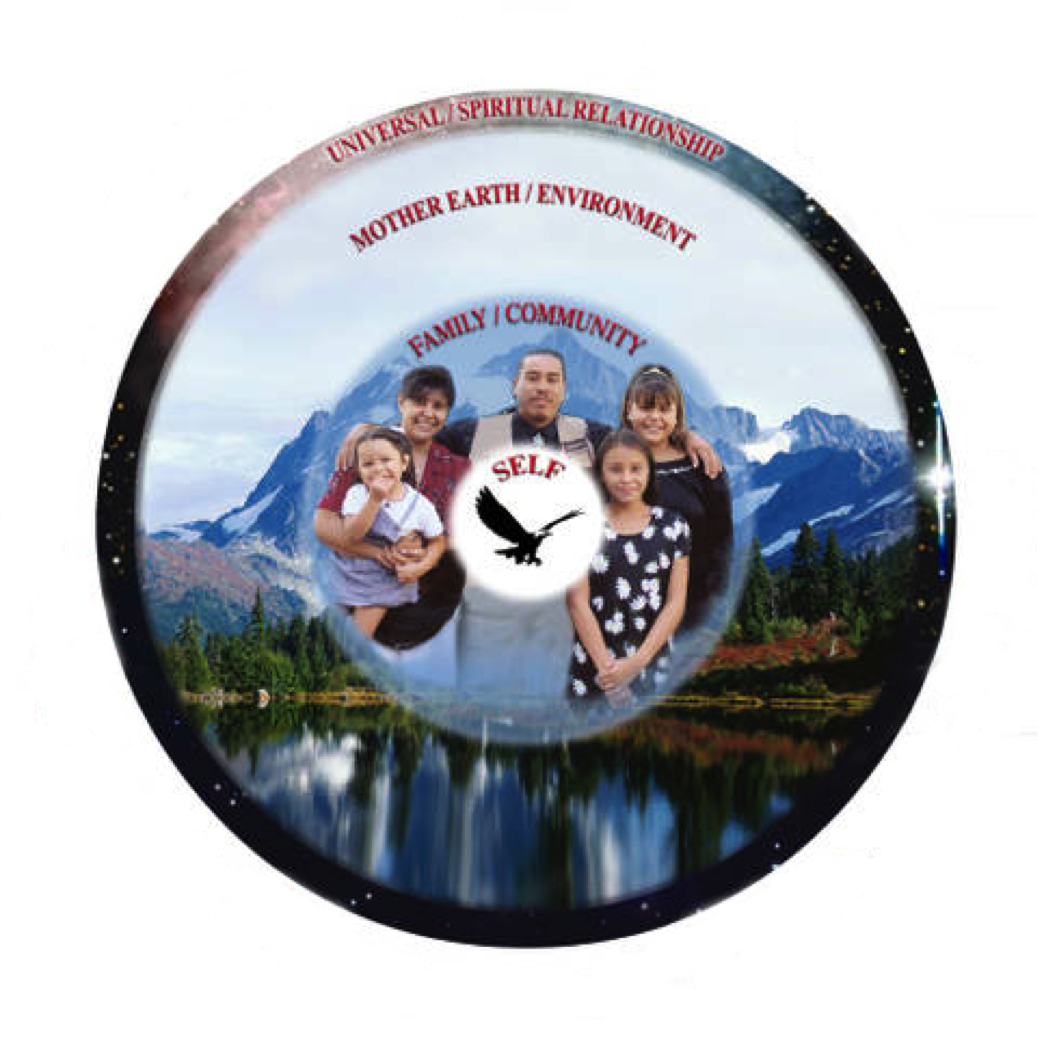 UNIVERSAL / SPIRITUAL RELATIONSHIP
MOTHER EARTH / ENVIRONMENT
FAMILY / COMMUNITY
SELF